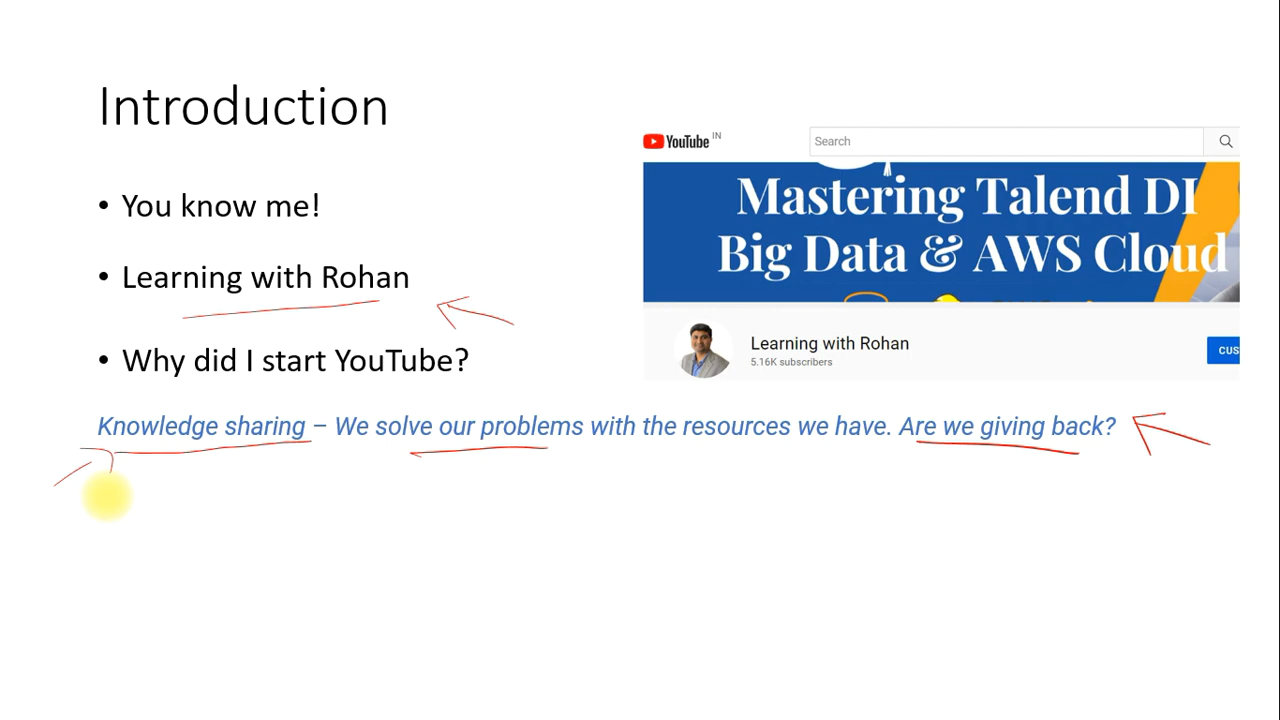 Introduction
• You know me!
• Learning with Rohan
• Why did I start YouTube?
Knowledge sharing – We solve our problems with the resources we have. Are we giving back?
YouTube IN
Search
Mastering Talend DI
Big Data & AWS Cloud
Learning with Rohan
5.16K subscribers
CUS